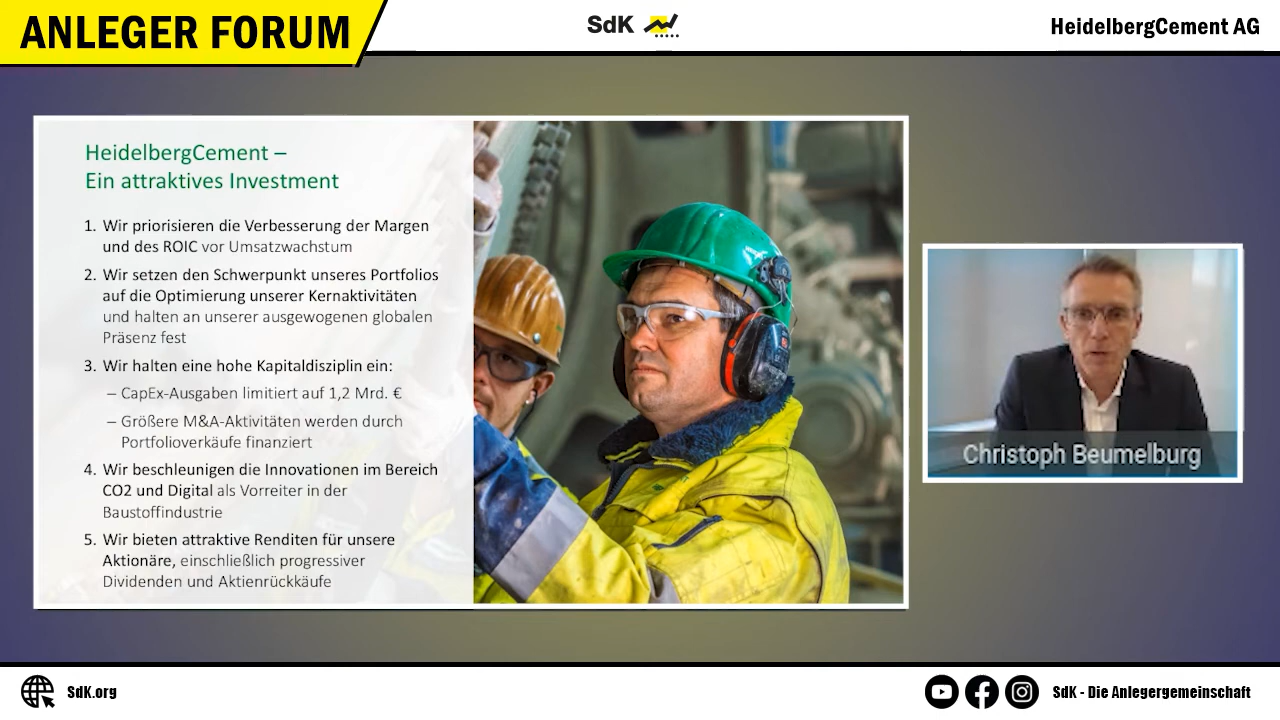 ANLEGER FORUM
SdK
HeidelbergCement AG
HeidelbergCement –
Ein attraktives Investment
1. Wir priorisieren die Verbesserung der Margen
und des ROIC vor Umsatzwachstum
2. Wir setzen den Schwerpunkt unseres Portfolios
auf die Optimierung unserer Kernaktivitäten
und halten an unserer ausgewogenen globalen
Präsenz fest
3. Wir halten eine hohe Kapitaldisziplin ein:
– CapEx-Ausgaben limitiert auf 1,2 Mrd. €
– Größere M&A-Aktivitäten werden durch
Portfolioverkäufe finanziert
4. Wir beschleunigen die Innovationen im Bereich
CO2 und Digital als Vorreiter in der
Baustoffindustrie
5. Wir bieten attraktive Renditen für unsere
Aktionäre, einschließlich progressiver
Dividenden und Aktienrückkäufe
Christoph Beumelburg
SdK.org
SdK - Die Anlegergemeinschaft